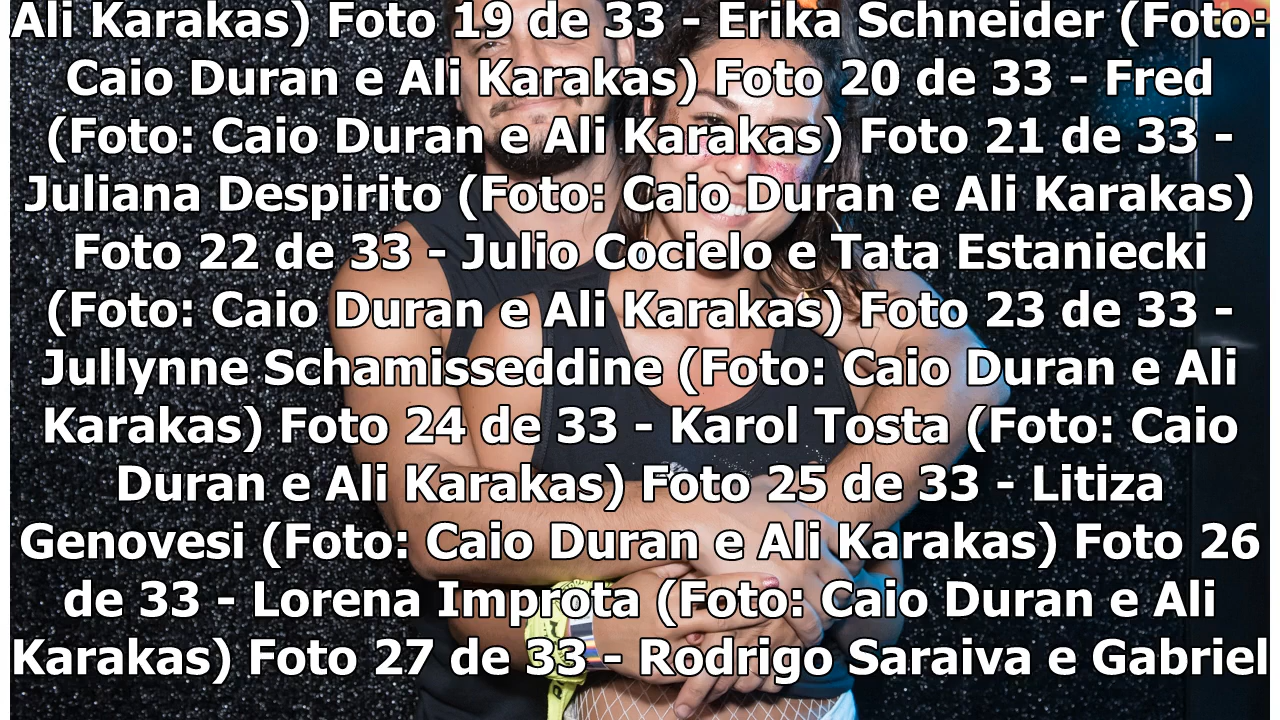 Ali Karakas) Foto 19 de 33 - Erika Schneider (Foto:
Caio Duran e Ali Karakas) Foto 20 de 33 - Fred
(Foto: Caio Duran e Ali Karakas) Foto 21 de 33 -
Juliana Despirito (Foto: Caio Duran e Ali Karakas)
Foto 22 de 33 - Julio Cocielo e Tata Estaniecki
(Foto: Caio Duran e Ali Karakas) Foto 23 de 33 -
Jullynne Schamisseddine (Foto: Caio Duran e Ali
Karakas) Foto 24 de 33 - Karol Tosta (Foto: Caio
Duran e Ali Karakas) Foto 25 de 33 - Litiza
Genovesi (Foto: Caio Duran e Ali Karakas) Foto 26
de 33 - Lorena Improta (Foto: Caio Duran e Ali
Karakas) Foto 27 de 33 - Rodrigo Saraiva e Gabriel